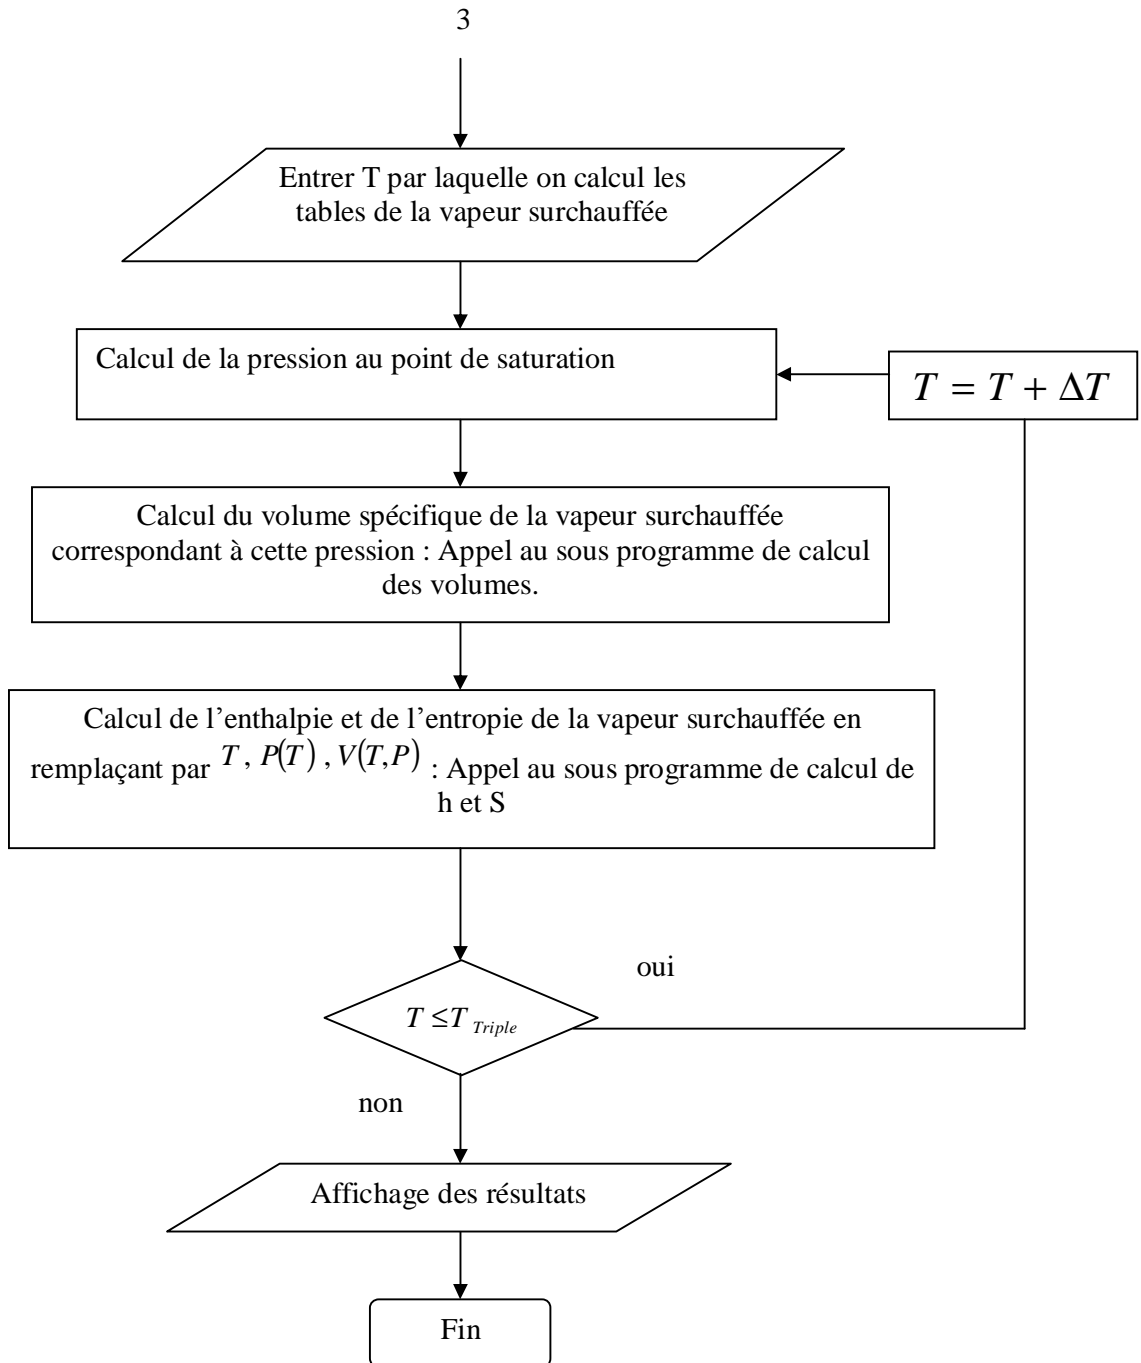 3
Entrer T par laquelle on calcul les
tables de la vapeur surchauffée
Calcul de la pression au point de saturation
T = T + ΔT
Calcul du volume spécifique de la vapeur surchauffée
correspondant à cette pression : Appel au sous programme de calcul
des volumes.
Calcul de l’enthalpie et de l’entropie de la vapeur surchauffée en
remplaçant par T , P(T) , V(T,P) : Appel au sous programme de calcul de
h et S
oui
T ≤T Triple
non
Affichage des résultats
Fin